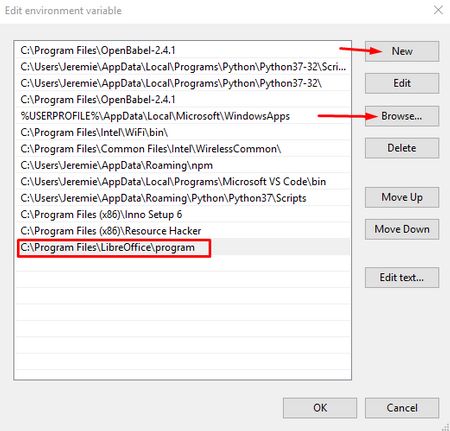 Edit environment variable
C:\Program Files\OpenBabel-2.4.1
C:\Users\Jeremie\AppData\Local\Programs\Python\Python37-32\Scri...
C:\Users\Jeremie\AppData\Local\Programs\Python\Python37-32\
C:\Program Files\OpenBabel-2.4.1
%USERPROFILE%\AppData\Local\Microsoft\WindowsApps
C:\Program Files\Intel\WiFi\bin\
C:\Program Files\Common Files\Intel\WirelessCommon\
C:\Users\Jeremie\AppData\Roaming\npm
C:\Users\Jeremie\AppData\Local\Programs\Microsoft VS Code\bin
C:\Users\Jeremie\AppData\Roaming\Python\Python37\Scripts
C:\Program Files (x86)\Inno Setup 6
C:\Program Files (x86)\Resource Hacker
C:\Program Files\LibreOffice\program
New
Edit
Browse...
Delete
Move Up
Move Down
Edit text...
OK
Cancel